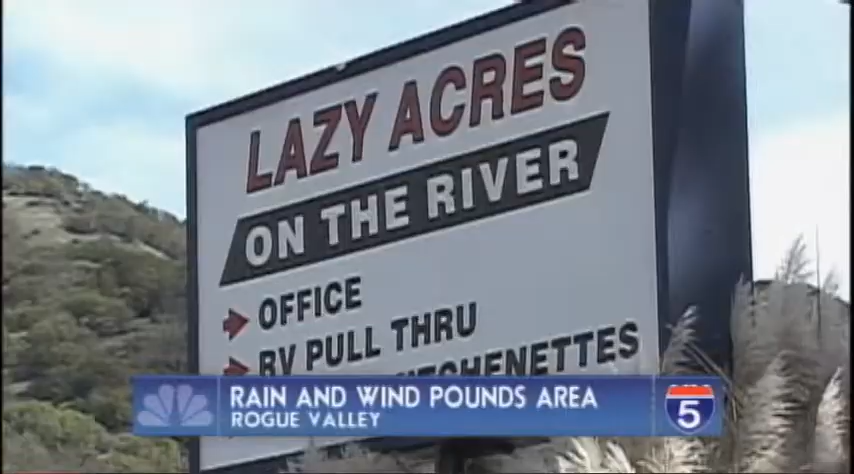 LAZY ACRES
ON THE RIVER
OFFICE
RV PULL THRU
RAIN AND WIND POUNDS AREA
ROGUE VALLEY
5